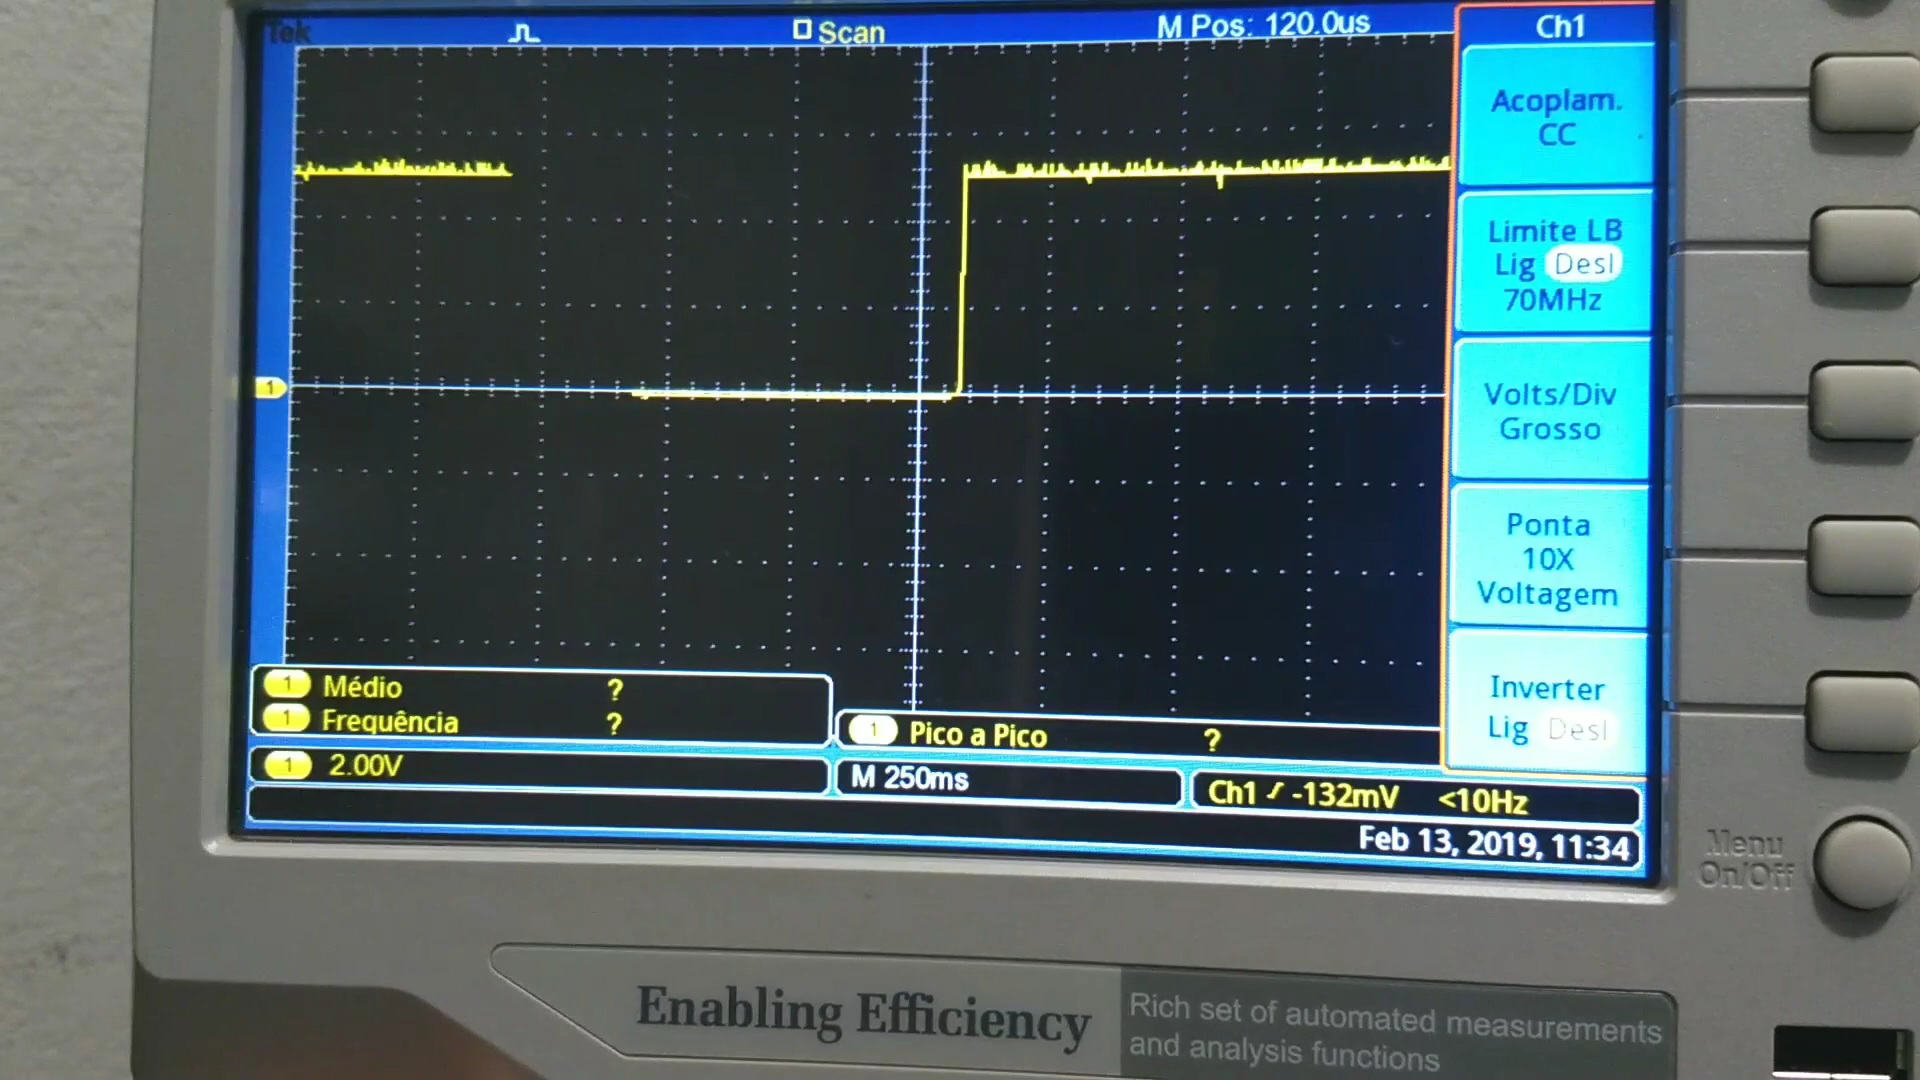 Tek
Scan
M Pos: 120.0us
Ch1
Acoplam.
CC
Limite LB
Lig Desl
70MHz
Volts/Div
Grosso
Ponta
10X
Voltagem
Inverter
Lig Desl
1
1 Médio ?
1 Frequência ?
1 Pico a Pico ?
1 2.00V
M 250ms
Ch1 -132mV <10Hz
Feb 13, 2019, 11:34
Menu
On/Off
Enabling Efficiency
Rich set of automated measurements
and analysis functions